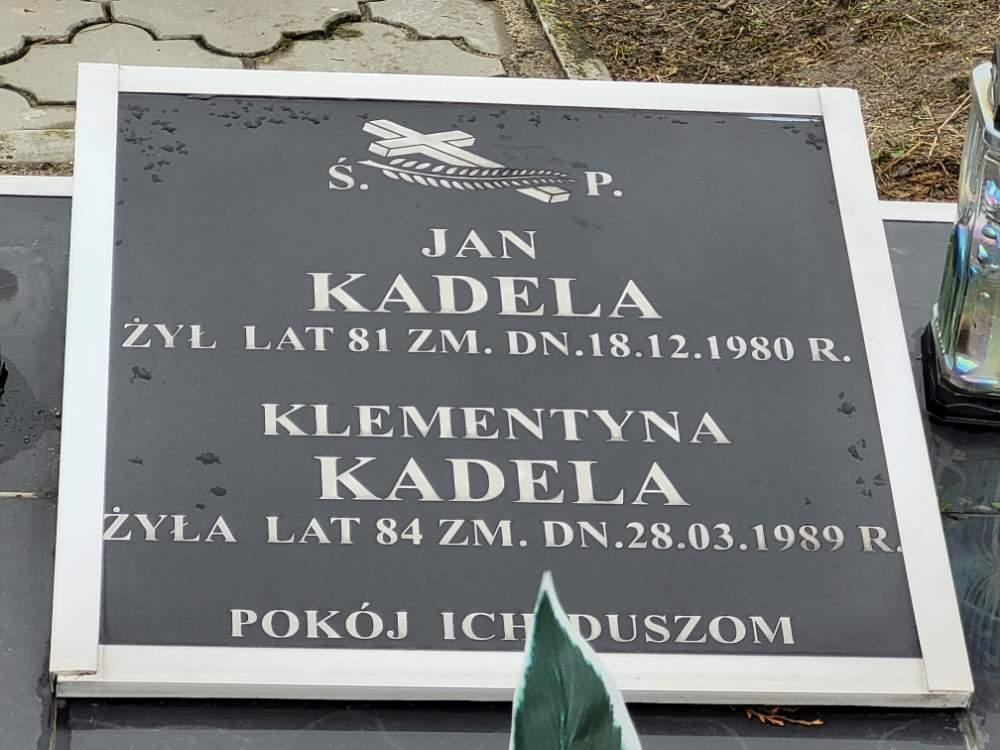 Ś. P.
JAN
KADELA
ŻYŁ LAT 81 ZM. DN.18.12.1980 R.
KLEMENTYNA
KADELA
ŻYŁA LAT 84 ZM. DN.28.03.1989 R.
POKÓJ ICH DUSZOM